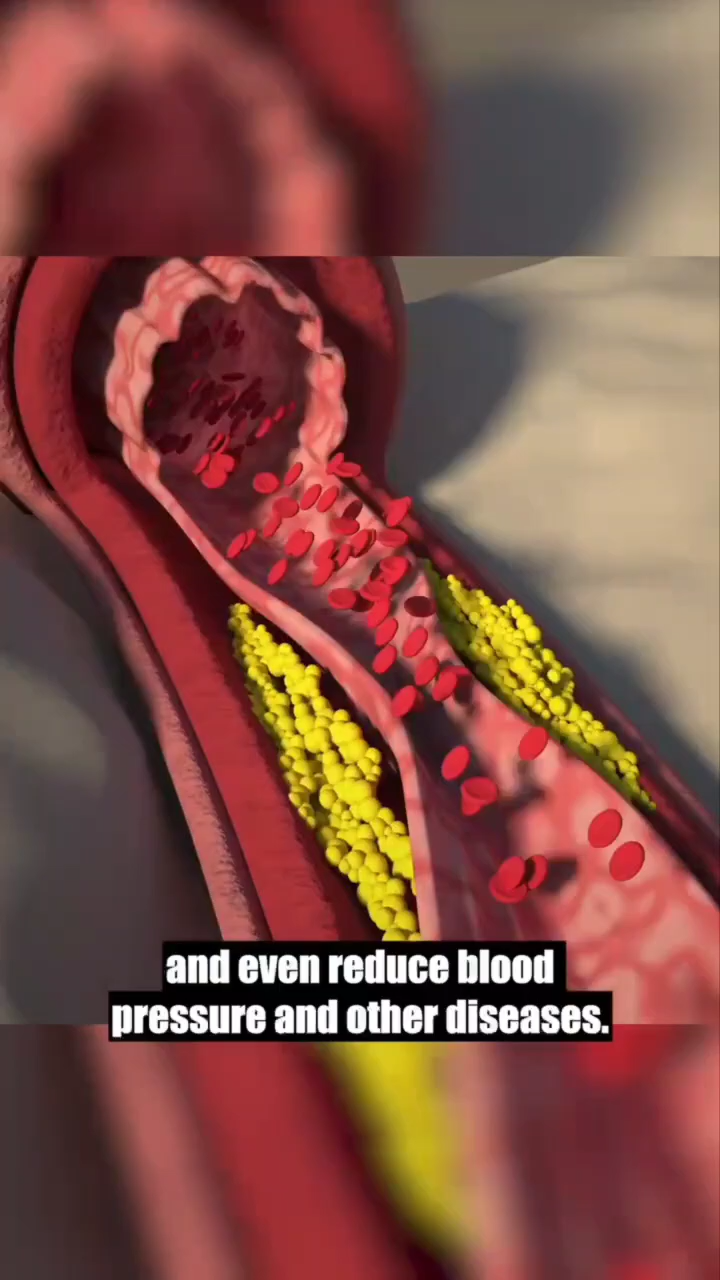 and even reduce blood
pressure and other diseases.